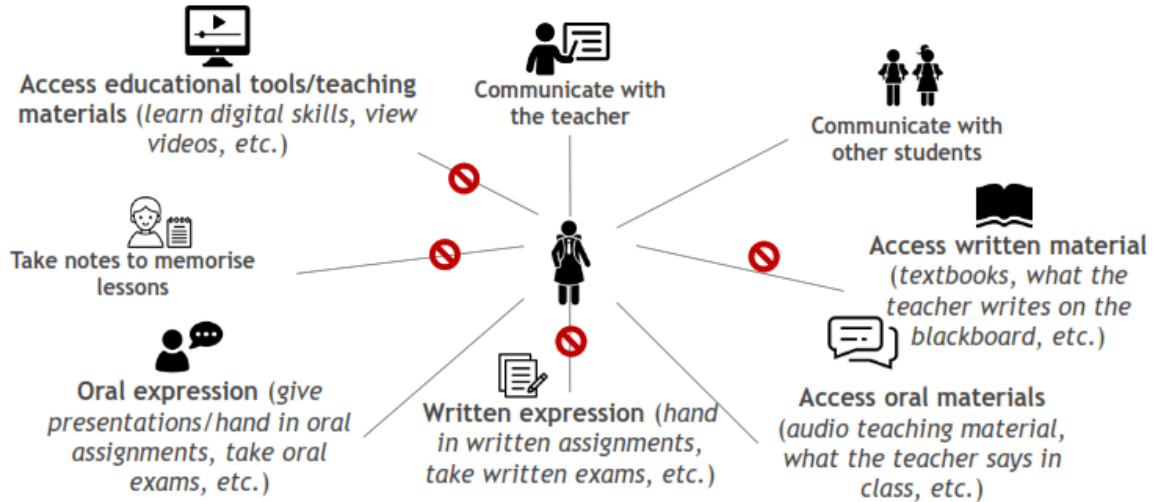 Access educational tools/teaching
materials (learn digital skills, view
videos, etc.)
Communicate with
the teacher
Communicate with
other students
Take notes to memorise
lessons
Access written material
(textbooks, what the
teacher writes on the
blackboard, etc.)
Oral expression (give
presentations/hand in oral
assignments, take oral
exams, etc.)
Written expression (hand
in written assignments,
take written exams, etc.)
Access oral materials
(audio teaching material,
what the teacher says in
class, etc.)